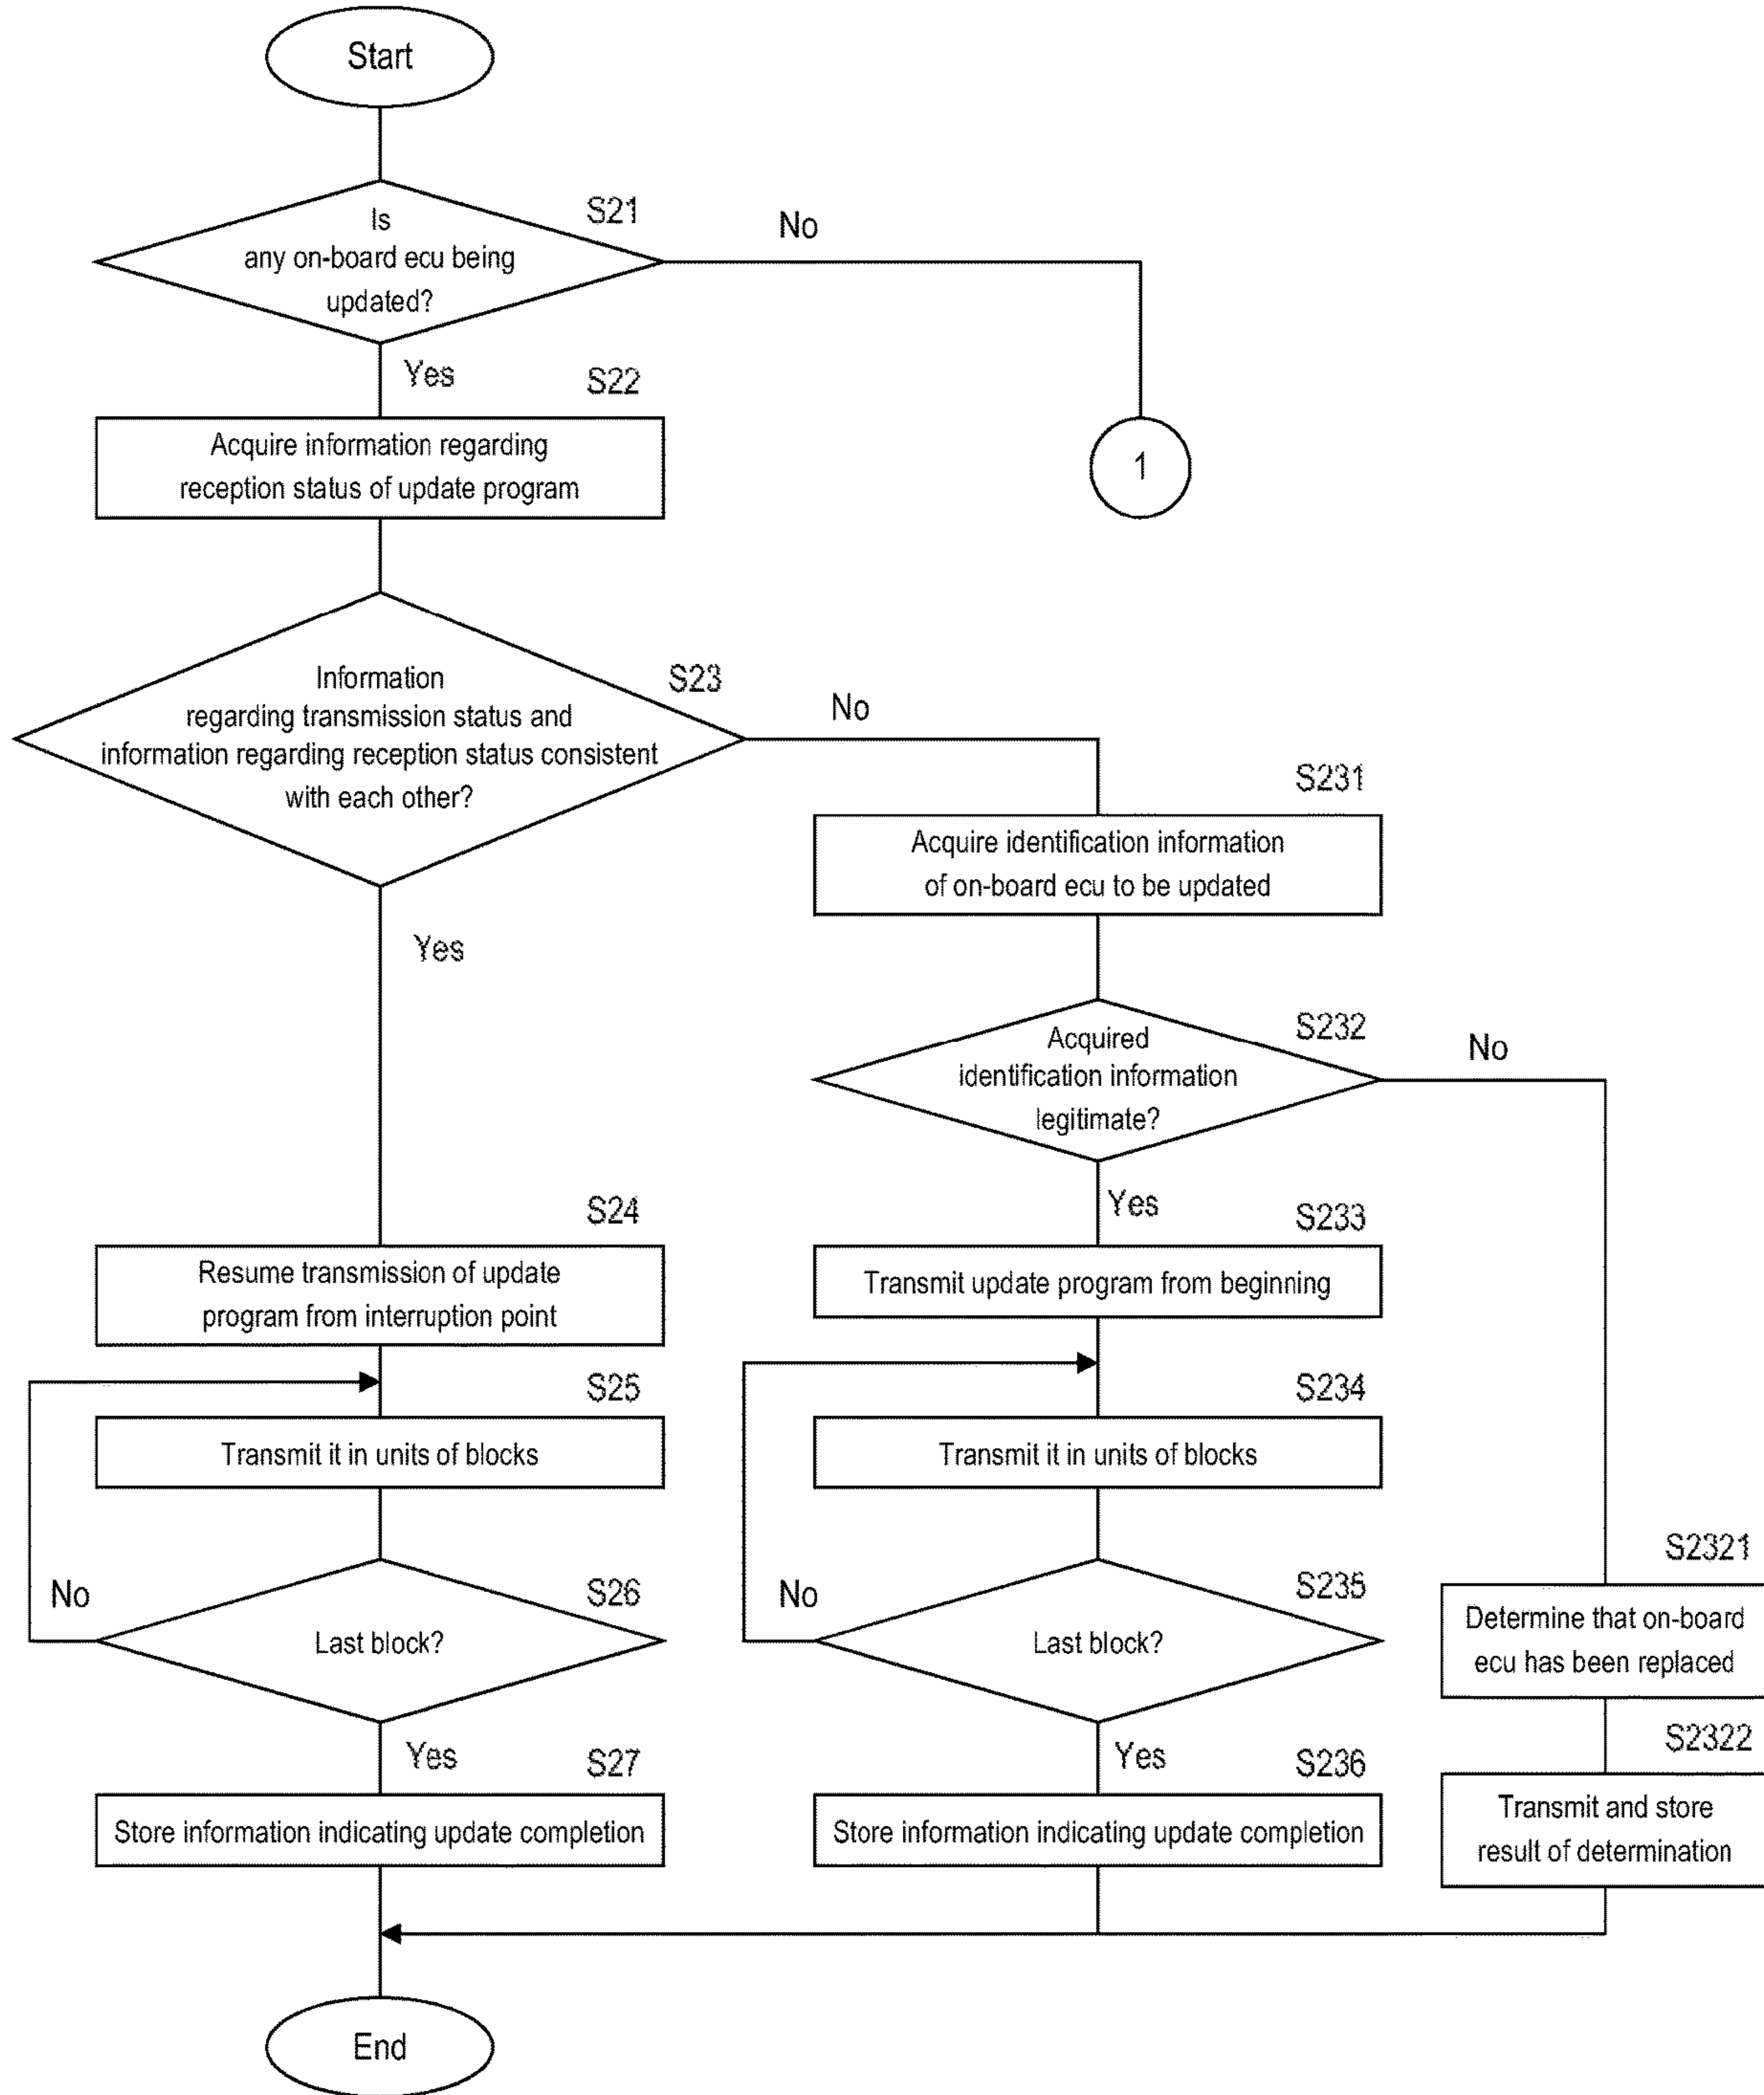 Start
S21
No
Is
any on-board ecu being
updated?
Yes
S22
Acquire information regarding
reception status of update program
1
S23
No
Information
regarding transmission status and
information regarding reception status consistent
with each other?
S231
Acquire identification information
of on-board ecu to be updated
Yes
S232
No
Acquired
identification information
legitimate?
Yes
S24
S233
Resume transmission of update
program from interruption point
Transmit update program from beginning
S25
S234
Transmit it in units of blocks
Transmit it in units of blocks
S2321
Determine that on-board
ecu has been replaced
S26
No
Last block?
S235
No
Last block?
S2322
Transmit and store
result of determination
Yes
S27
Yes
S236
Store information indicating update completion
Store information indicating update completion
End